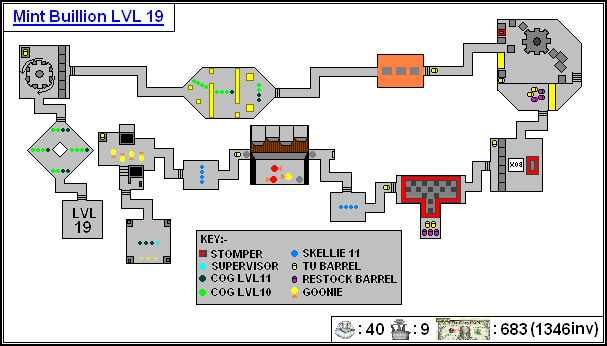 Mint Buillion LVL 19
BOX
LVL
19
KEY:-
STOMPER
SKELLIE 11
SUPERVISOR
TU BARREL
COG LVL11
RESTOCK BARREL
COG LVL10
GOONIE
: 40 : 9 : 683 (1346inv)